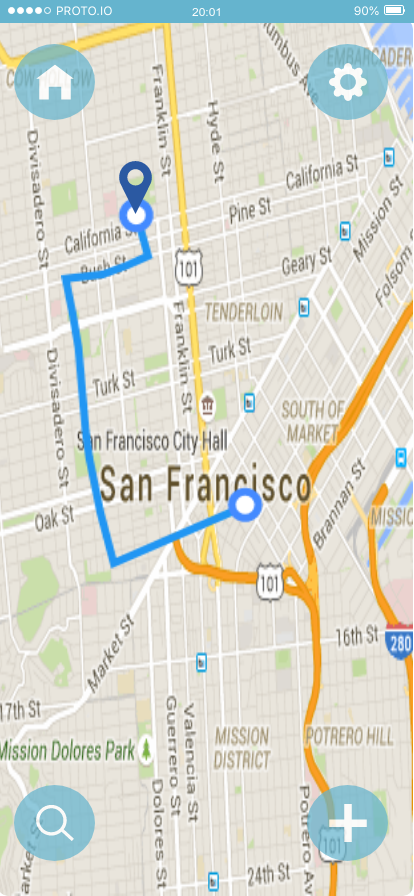 PROTO.IO
20:01
90%
COW HOLLOW
Columbus Ave
EMBARCADERO
Divisadero St
Franklin St
Hyde St
California St
Pine St
Mission St
Folsom S
California St
Bush St
101
Geary St
Franklin St
TENDERLOIN
Divisadero St
Turk St
Turk St
SOUTH OF
MARKET
San Francisco City Hall
San Francisco
Oak St
Brannan St
MISSIO
101
280
Market St
16th St
17th St
Guerrero St
Valencia St
MISSION
DISTRICT
POTRERO HILL
Mission Dolores Park
Dolores St
Potrero Av
arket St
101
24th St